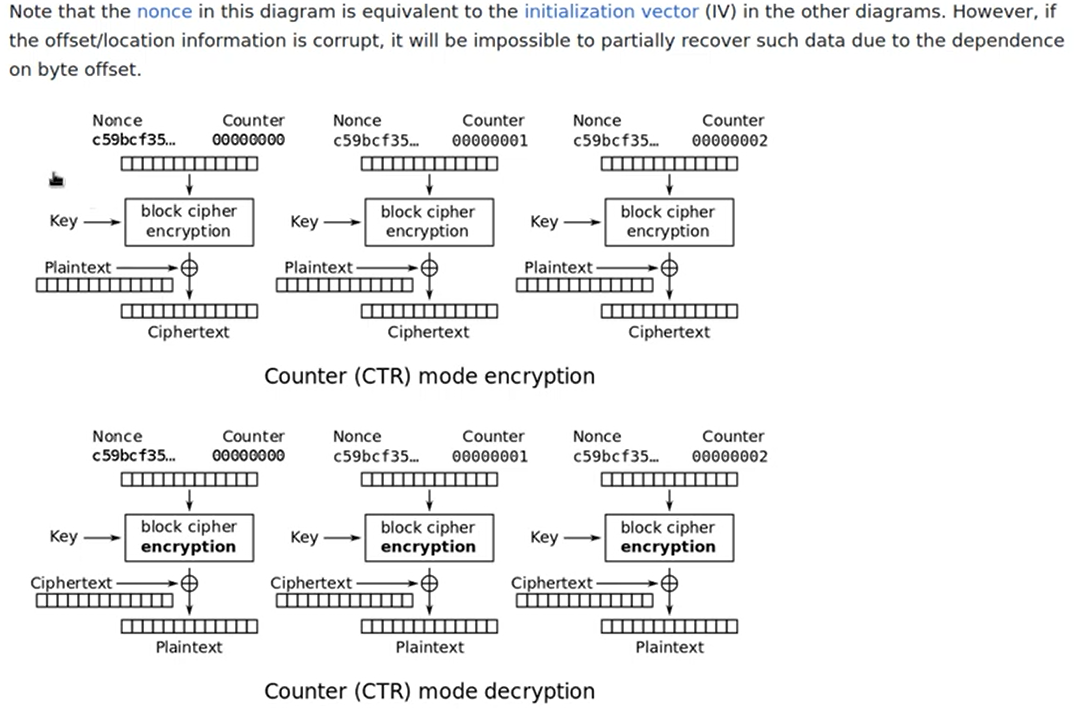 Note that the nonce in this diagram is equivalent to the initialization vector (IV) in the other diagrams. However, if
the offset/location information is corrupt, it will be impossible to partially recover such data due to the dependence
on byte offset.
Nonce Counter Nonce Counter Nonce Counter
c59bcf35… 00000000 c59bcf35… 00000001 c59bcf35… 00000002
Key block cipher encryption Key block cipher encryption Key block cipher encryption
Plaintext Plaintext Plaintext
Ciphertext Ciphertext Ciphertext
Counter (CTR) mode encryption
Nonce Counter Nonce Counter Nonce Counter
c59bcf35… 00000000 c59bcf35… 00000001 c59bcf35… 00000002
Key block cipher encryption Key block cipher encryption Key block cipher encryption
Ciphertext Ciphertext Ciphertext
Plaintext Plaintext Plaintext
Counter (CTR) mode decryption